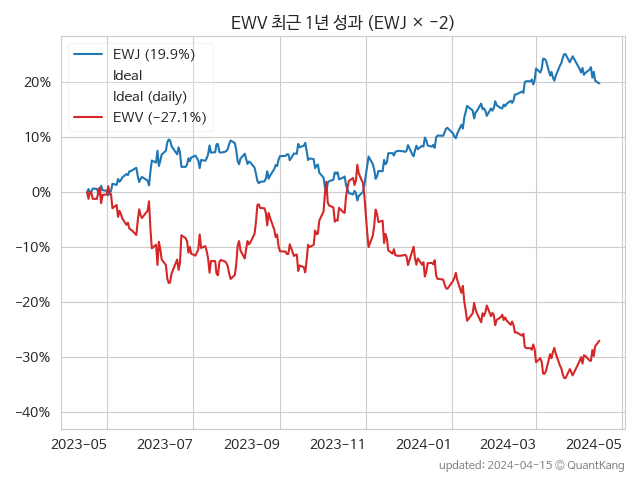 EWV 최근 1년 성과 (EWJ × −2)
EWJ (19.9%)
Ideal
Ideal (daily)
EWV (−27.1%)
20%
10%
0%
−10%
−20%
−30%
−40%
2023-05 2023-07 2023-09 2023-11 2024-01 2024-03 2024-05
updated: 2024-04-15 © QuantKang